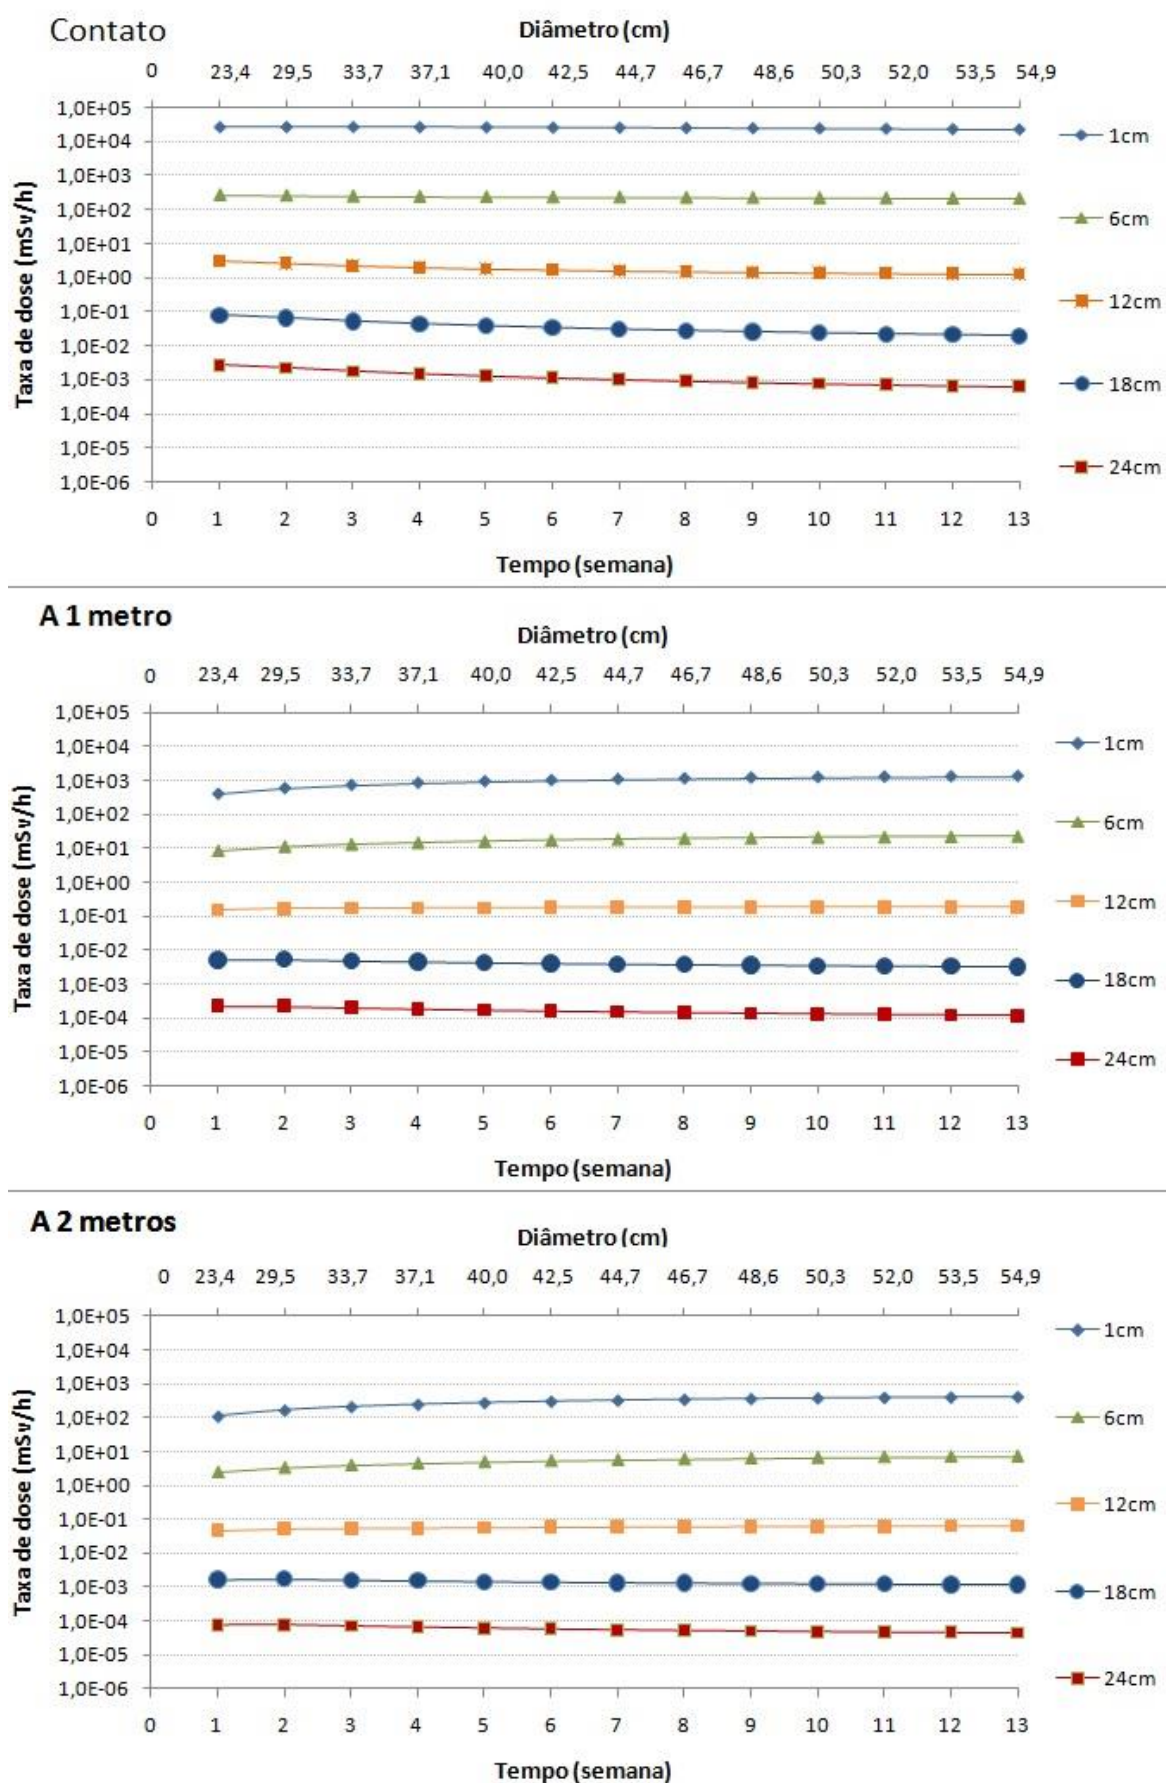 Contato
Diâmetro (cm)
0 23,4 29,5 33,7 37,1 40,0 42,5 44,7 46,7 48,6 50,3 52,0 53,5 54,9
1,0E+05
1,0E+04
1,0E+03
1,0E+02
1,0E+01
1,0E+00
1,0E-01
1,0E-02
1,0E-03
1,0E-04
1,0E-05
1,0E-06
Taxa de dose (mSv/h)
1cm
6cm
12cm
18cm
24cm
0 1 2 3 4 5 6 7 8 9 10 11 12 13
Tempo (semana)
A 1 metro
Diâmetro (cm)
0 23,4 29,5 33,7 37,1 40,0 42,5 44,7 46,7 48,6 50,3 52,0 53,5 54,9
1,0E+05
1,0E+04
1,0E+03
1,0E+02
1,0E+01
1,0E+00
1,0E-01
1,0E-02
1,0E-03
1,0E-04
1,0E-05
1,0E-06
Taxa de dose (mSv/h)
1cm
6cm
12cm
18cm
24cm
0 1 2 3 4 5 6 7 8 9 10 11 12 13
Tempo (semana)
A 2 metros
Diâmetro (cm)
0 23,4 29,5 33,7 37,1 40,0 42,5 44,7 46,7 48,6 50,3 52,0 53,5 54,9
1,0E+05
1,0E+04
1,0E+03
1,0E+02
1,0E+01
1,0E+00
1,0E-01
1,0E-02
1,0E-03
1,0E-04
1,0E-05
1,0E-06
Taxa de dose (mSv/h)
1cm
6cm
12cm
18cm
24cm
0 1 2 3 4 5 6 7 8 9 10 11 12 13
Tempo (semana)